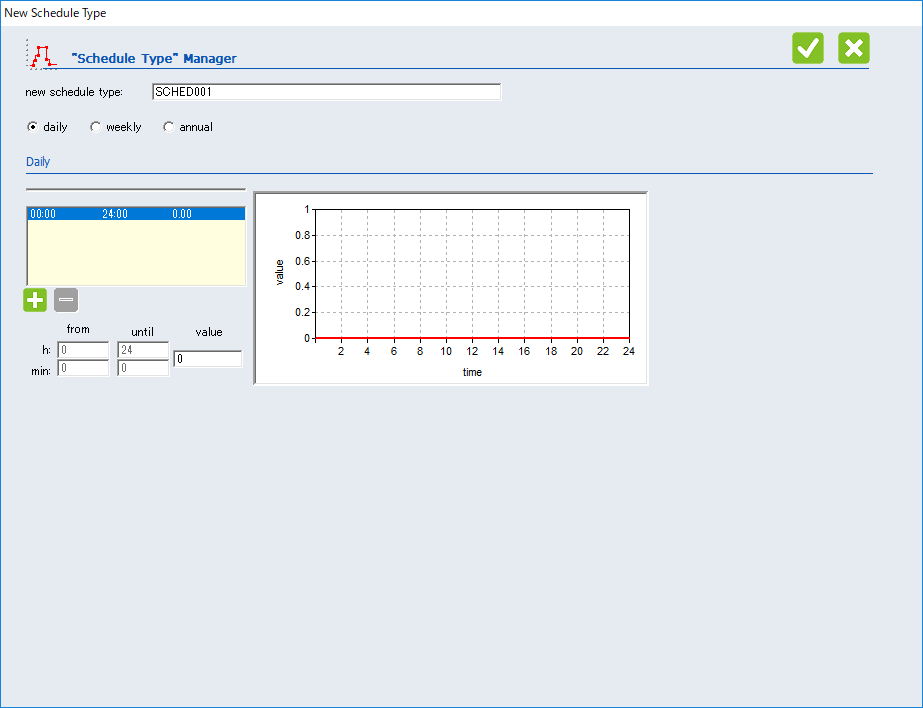 New Schedule Type
"Schedule Type" Manager
new schedule type: SCHED001
daily weekly annual
Daily
00:00 24:00 0.00
from until value
h: 0 24 0
min: 0 0
1
0.8
0.6
0.4
0.2
0
value
2 4 6 8 10 12 14 16 18 20 22 24
time